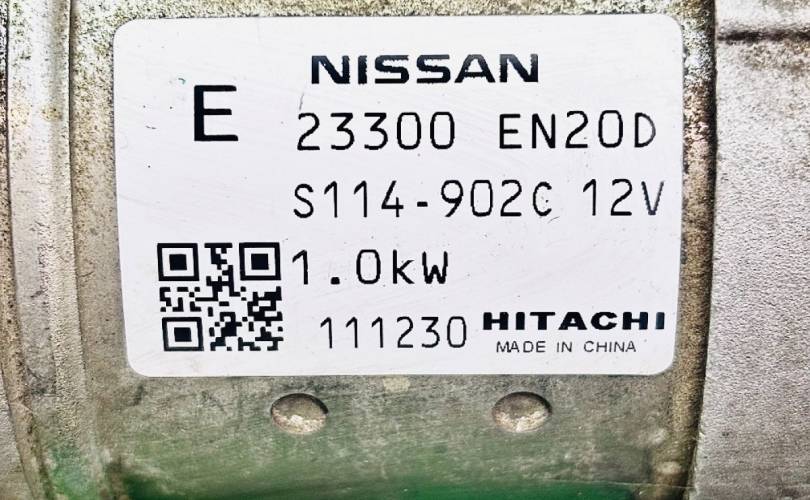 NISSAN
E
23300 EN20D
S114-902C 12V
1.0kW
111230 HITACHI
MADE IN CHINA